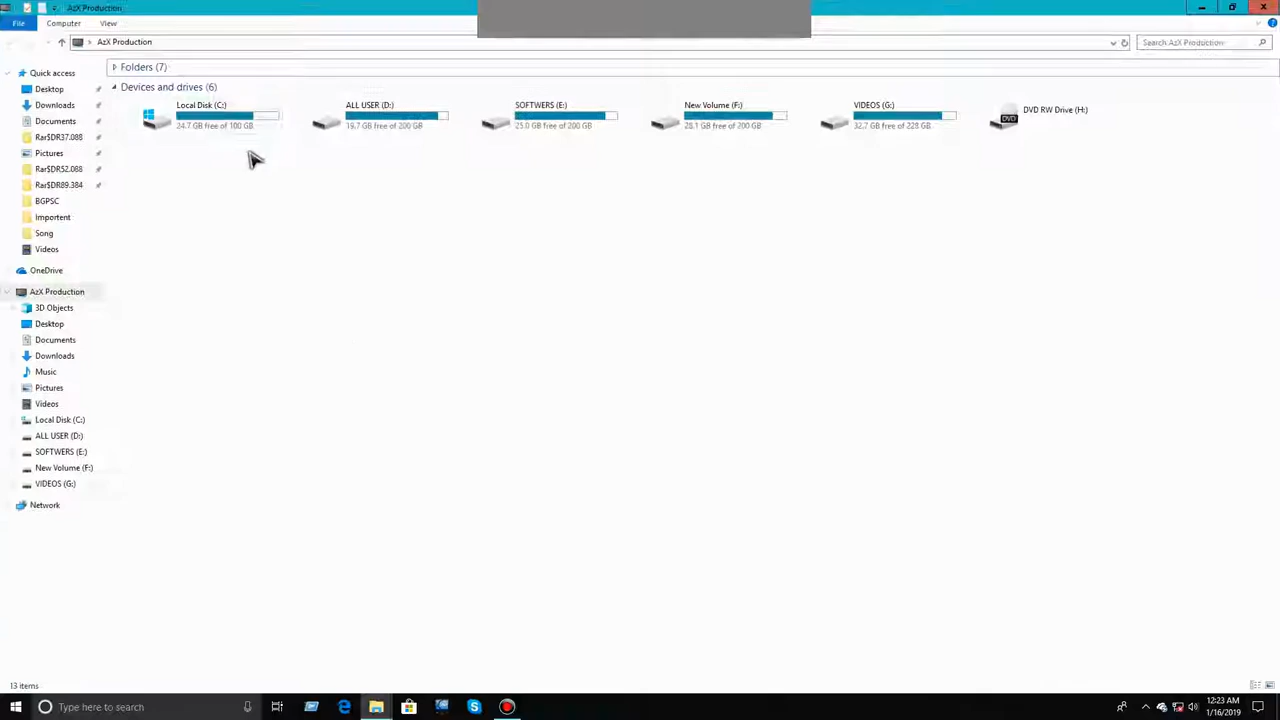 AzX Production
File
Computer
View
AzX Production
Search AzX Production
Quick access
Desktop
Downloads
Documents
Rar$DR37.088
Pictures
Rar$DR52.088
Rar$DR89.384
BGPSC
Importent
Song
Videos
OneDrive
AzX Production
3D Objects
Desktop
Documents
Downloads
Music
Pictures
Videos
Local Disk (C:)
ALL USER (D:)
SOFTWERS (E:)
New Volume (F:)
VIDEOS (G:)
Network
Folders (7)
Devices and drives (6)
Local Disk (C:)
24.7 GB free of 100 GB
ALL USER (D:)
19.7 GB free of 200 GB
SOFTWERS (E:)
25.0 GB free of 200 GB
New Volume (F:)
28.1 GB free of 200 GB
VIDEOS (G:)
32.7 GB free of 228 GB
DVD
DVD RW Drive (H:)
13 items
Type here to search
12:23 AM
1/16/2019